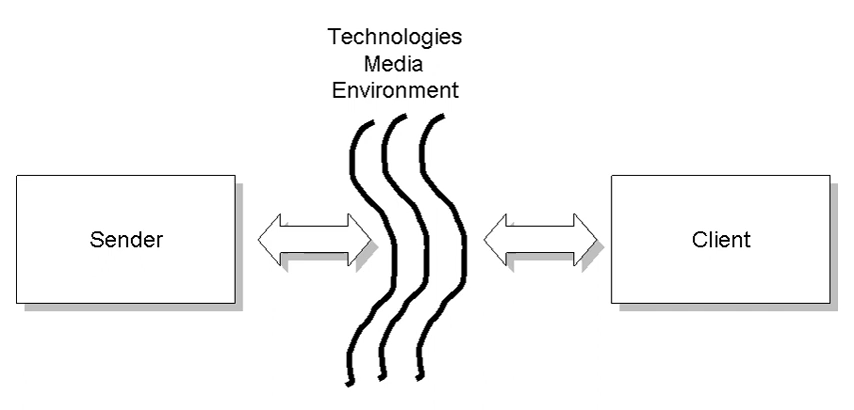 Technologies
Media
Environment
Sender
Client